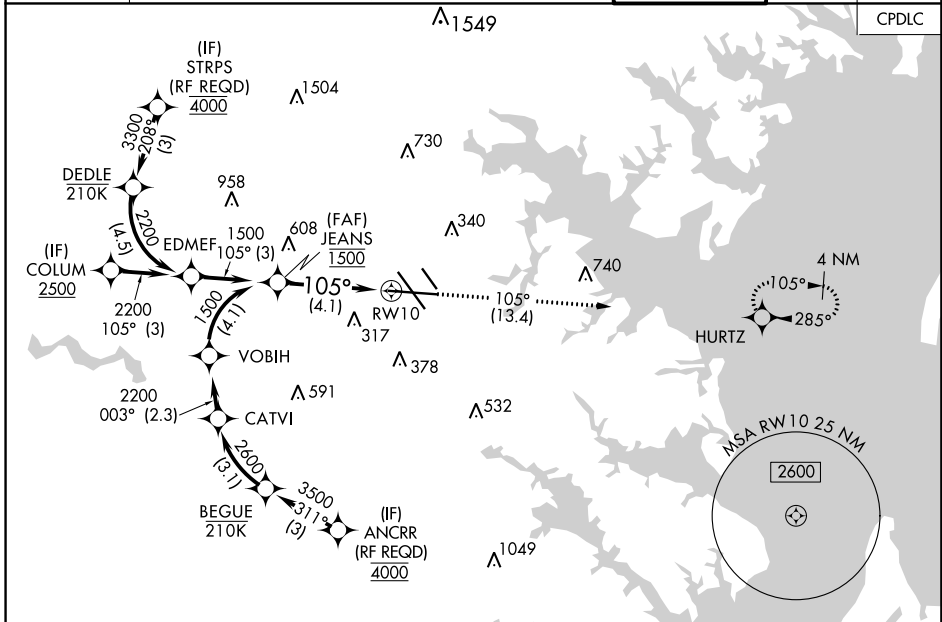 1549
CPDLC
(IF)
STRPS
(RF REQD)
4000
1504
3300
208°
(3)
730
DEDLE
210K
958
2200
(4.5)
EDMEF
1500
105° (3)
608
(FAF)
JEANS
1500
340
(IF)
COLUM
2500
740
4 NM
105°
285°
HURTZ
105°
(4.1)
RW10
105°
(13.4)
2200
105° (3)
1500
(4.1)
317
VOBIH
378
2200
003° (2.3)
591
CATVI
532
2600
(3.1)
MSA RW10 25 NM
2600
BEGUE
210K
3500
311°
(3)
(IF)
ANCRR
(RF REQD)
4000
1049